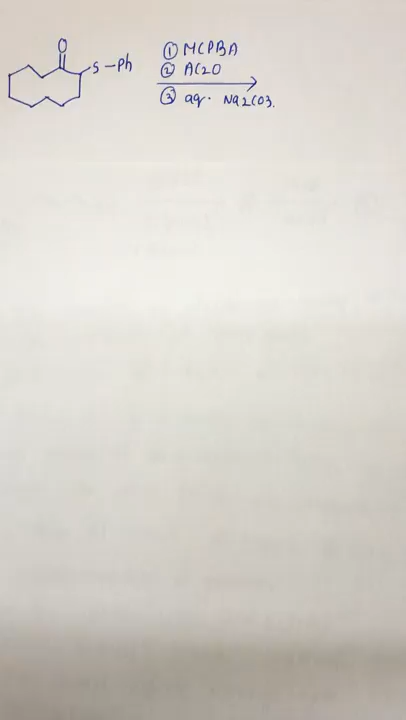 O
S-Ph
① MCPBA
② AC2O
③ aq. Na2CO3.